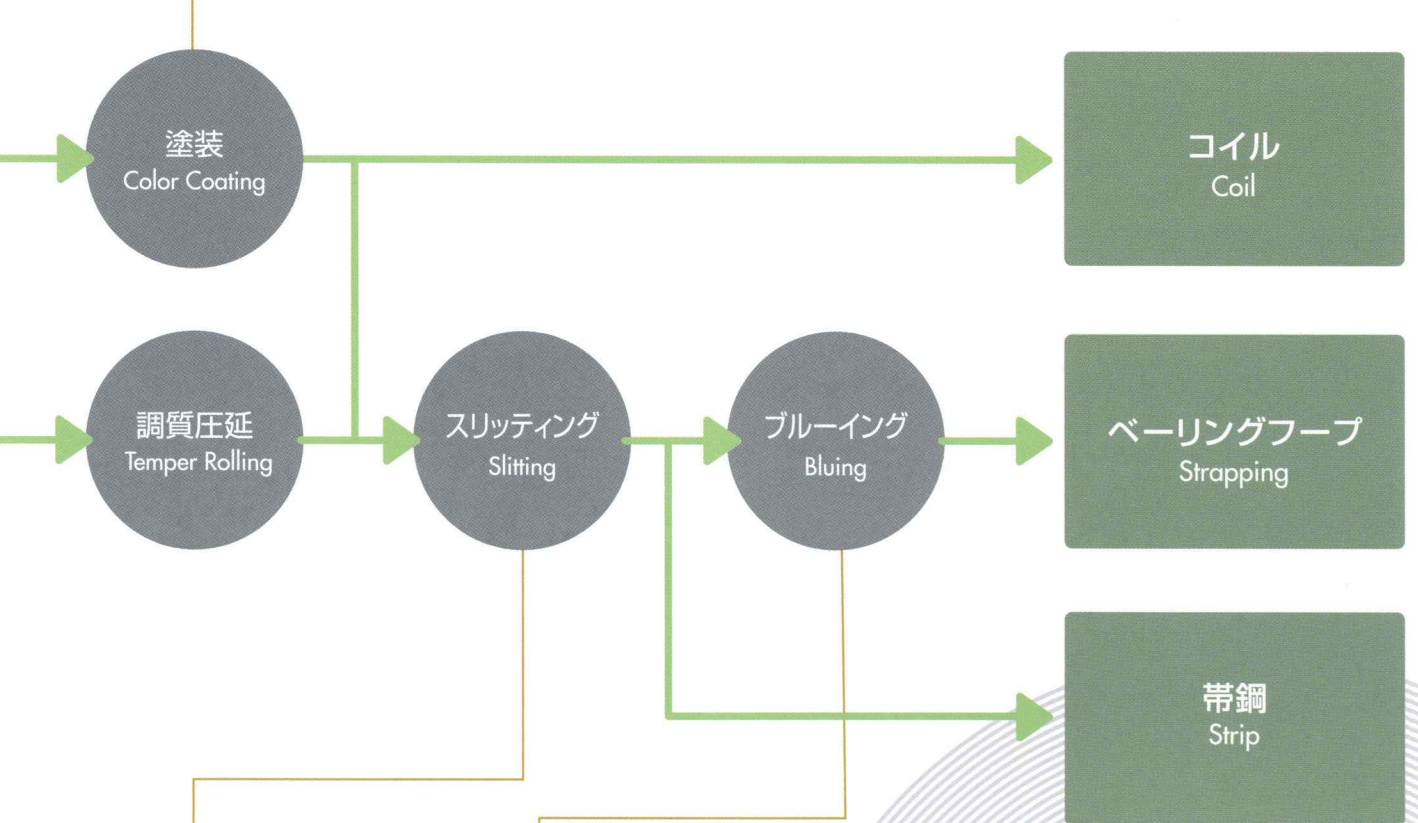 塗装
Color Coating
コイル
Coil
調質圧延
Temper Rolling
スリッティング
Slitting
ブルーイング
Bluing
ベーリングフープ
Strapping
帯鋼
Strip